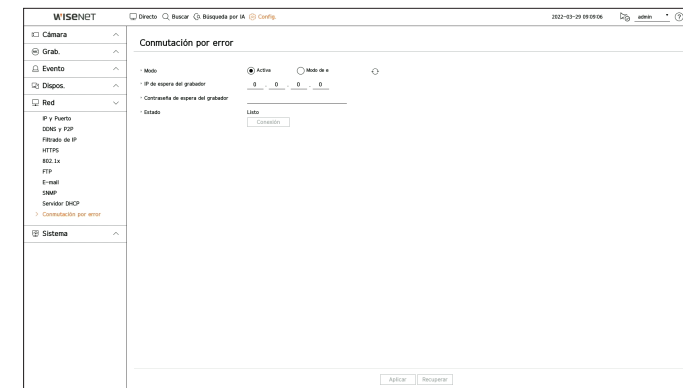 WISENET
Directo Buscar Búsqueda por IA Config.
2022-03-29 09:09:06 admin
Cámara
Grab.
Evento
Dispos.
Red
IP y Puerto
DDNS y P2P
Filtrado de IP
HTTPS
802.1x
FTP
E-mail
SNMP
Servidor DHCP
> Conmutación por error
Sistema
Conmutación por error
Modo Activa Modo de e
IP de espera del grabador 0 . 0 . 0 . 0
Contraseña de espera del grabador
Estado Listo
Conexión
Aplicar Recuperar